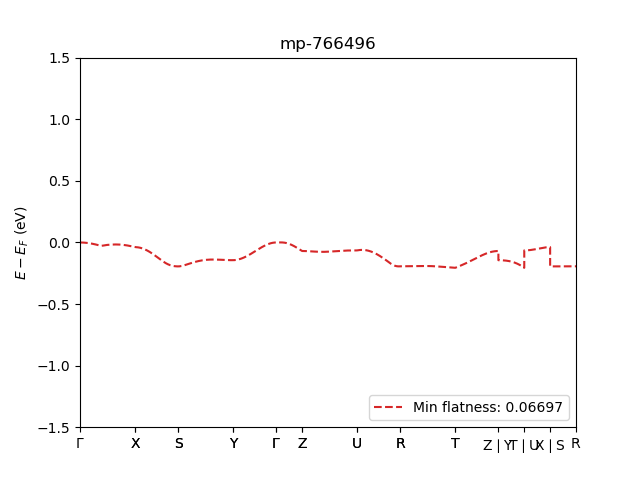 mp-766496
1.5
1.0
0.5
0.0
−0.5
−1.0
−1.5
E − E_F (eV)
Min flatness: 0.06697
Γ X S Y Γ Z U R T Z | Y T | U X | S R